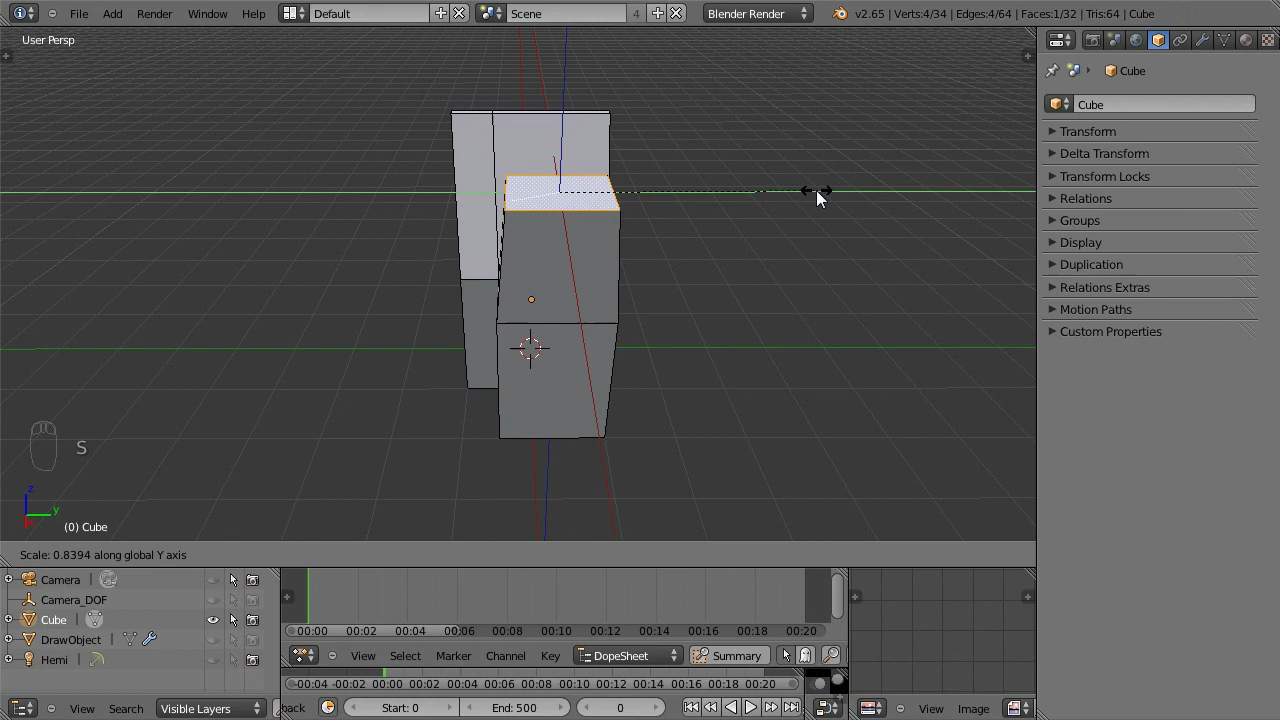 File Add Render Window Help Default Scene 4 Blender Render v2.65 | Verts:4/34 | Edges:4/64 | Faces:1/32 | Tris:64 | Cube
User Persp
Cube
Cube
Transform
Delta Transform
Transform Locks
Relations
Groups
Display
Duplication
Relations Extras
Motion Paths
Custom Properties
S
z
y
x
(0) Cube
Scale: 0.8394 along global Y axis
Camera
Camera_DOF
Cube
DrawObject
Hemi
00:00 00:02 00:04 00:06 00:08 00:10 00:12 00:14 00:16 00:18 00:20
View Select Marker Channel Key DopeSheet Summary
-00:04 -00:02 00:00 00:02 00:04 00:06 00:08 00:10 00:12 00:14 00:16 00:18 00:20
View Search Visible Layers back Start: 0 End: 500 0 View Image